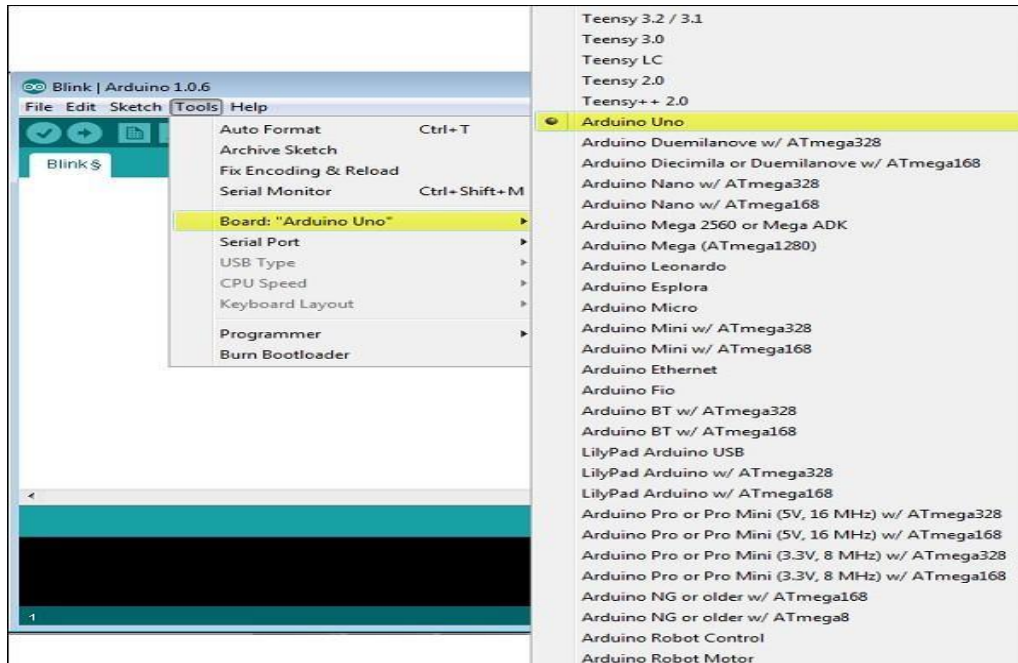 Blink | Arduino 1.0.6
File Edit Sketch Tools Help
Blink §
Auto Format Ctrl+T
Archive Sketch
Fix Encoding & Reload
Serial Monitor Ctrl+Shift+M
Board: "Arduino Uno"
Serial Port
USB Type
CPU Speed
Keyboard Layout
Programmer
Burn Bootloader
1
Teensy 3.2 / 3.1
Teensy 3.0
Teensy LC
Teensy 2.0
Teensy++ 2.0
Arduino Uno
Arduino Duemilanove w/ ATmega328
Arduino Diecimila or Duemilanove w/ ATmega168
Arduino Nano w/ ATmega328
Arduino Nano w/ ATmega168
Arduino Mega 2560 or Mega ADK
Arduino Mega (ATmega1280)
Arduino Leonardo
Arduino Esplora
Arduino Micro
Arduino Mini w/ ATmega328
Arduino Mini w/ ATmega168
Arduino Ethernet
Arduino Fio
Arduino BT w/ ATmega328
Arduino BT w/ ATmega168
LilyPad Arduino USB
LilyPad Arduino w/ ATmega328
LilyPad Arduino w/ ATmega168
Arduino Pro or Pro Mini (5V, 16 MHz) w/ ATmega328
Arduino Pro or Pro Mini (5V, 16 MHz) w/ ATmega168
Arduino Pro or Pro Mini (3.3V, 8 MHz) w/ ATmega328
Arduino Pro or Pro Mini (3.3V, 8 MHz) w/ ATmega168
Arduino NG or older w/ ATmega168
Arduino NG or older w/ ATmega8
Arduino Robot Control
Arduino Robot Motor